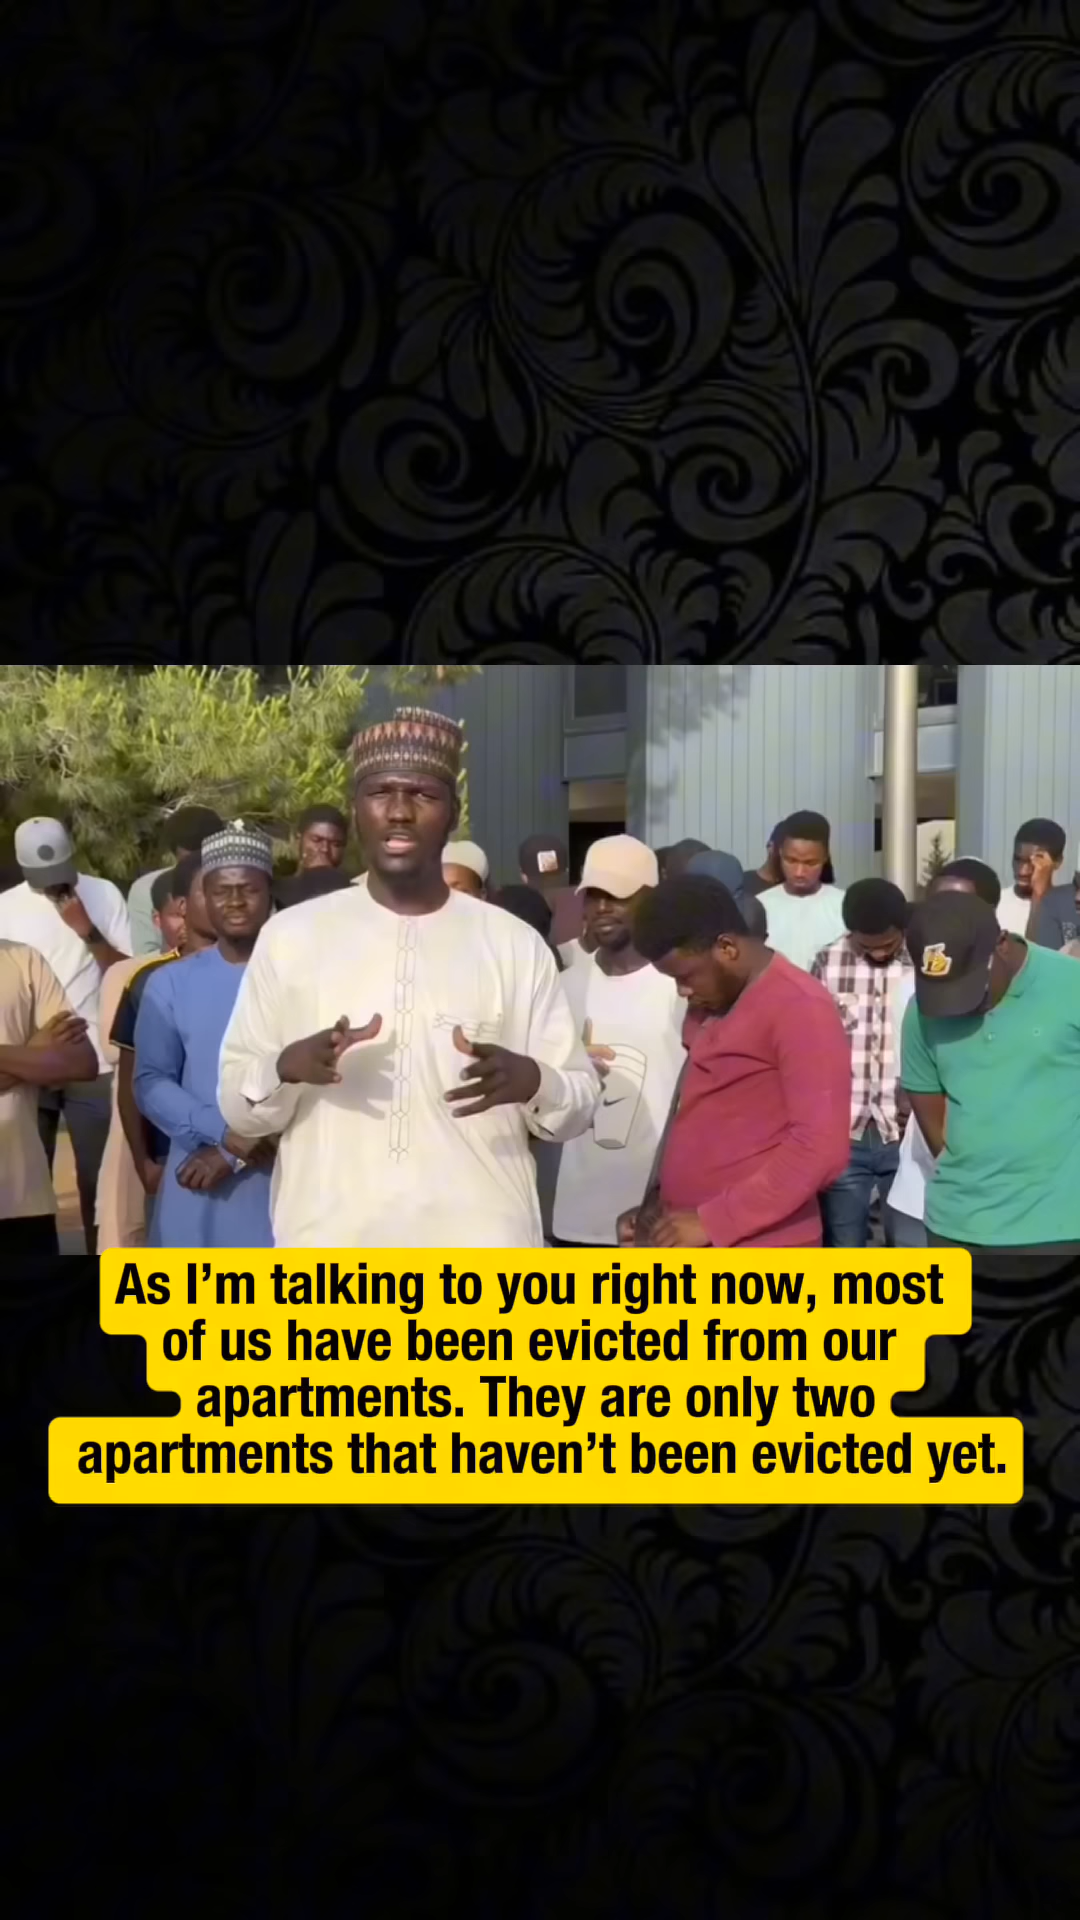 As I’m talking to you right now, most
of us have been evicted from our
apartments. They are only two
apartments that haven’t been evicted yet.